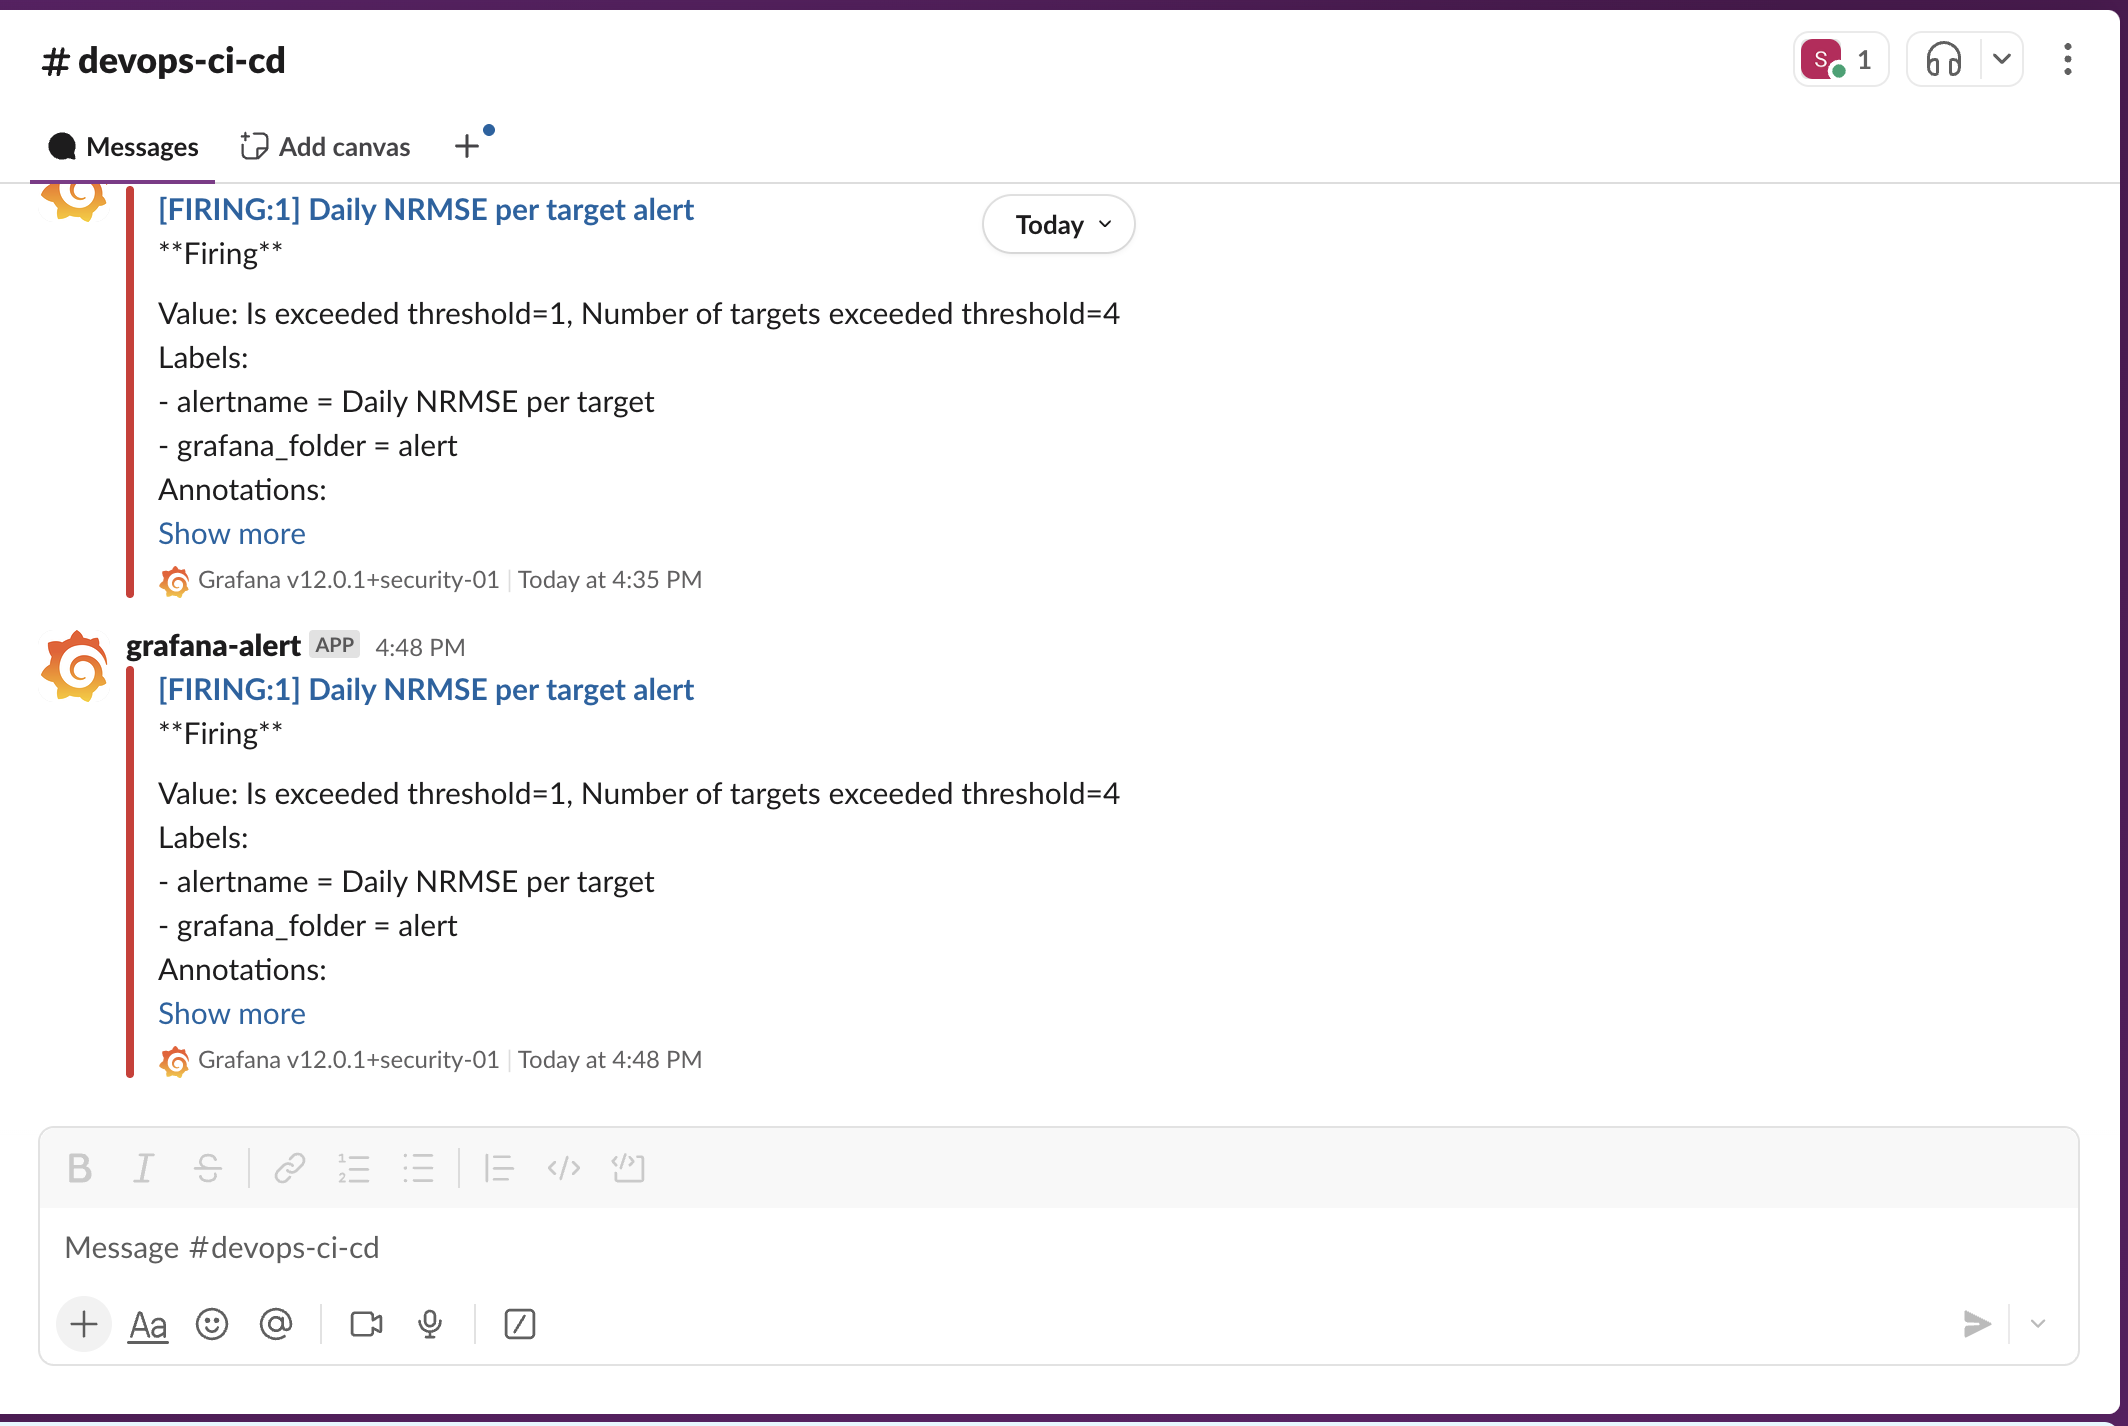 # devops-ci-cd
S 1
Messages Add canvas
[FIRING:1] Daily NRMSE per target alert
Today
**Firing**
Value: Is exceeded threshold=1, Number of targets exceeded threshold=4
Labels:
- alertname = Daily NRMSE per target
- grafana_folder = alert
Annotations:
Show more
Grafana v12.0.1+security-01 | Today at 4:35 PM
grafana-alert APP 4:48 PM
[FIRING:1] Daily NRMSE per target alert
**Firing**
Value: Is exceeded threshold=1, Number of targets exceeded threshold=4
Labels:
- alertname = Daily NRMSE per target
- grafana_folder = alert
Annotations:
Show more
Grafana v12.0.1+security-01 | Today at 4:48 PM
Message #devops-ci-cd
Aa